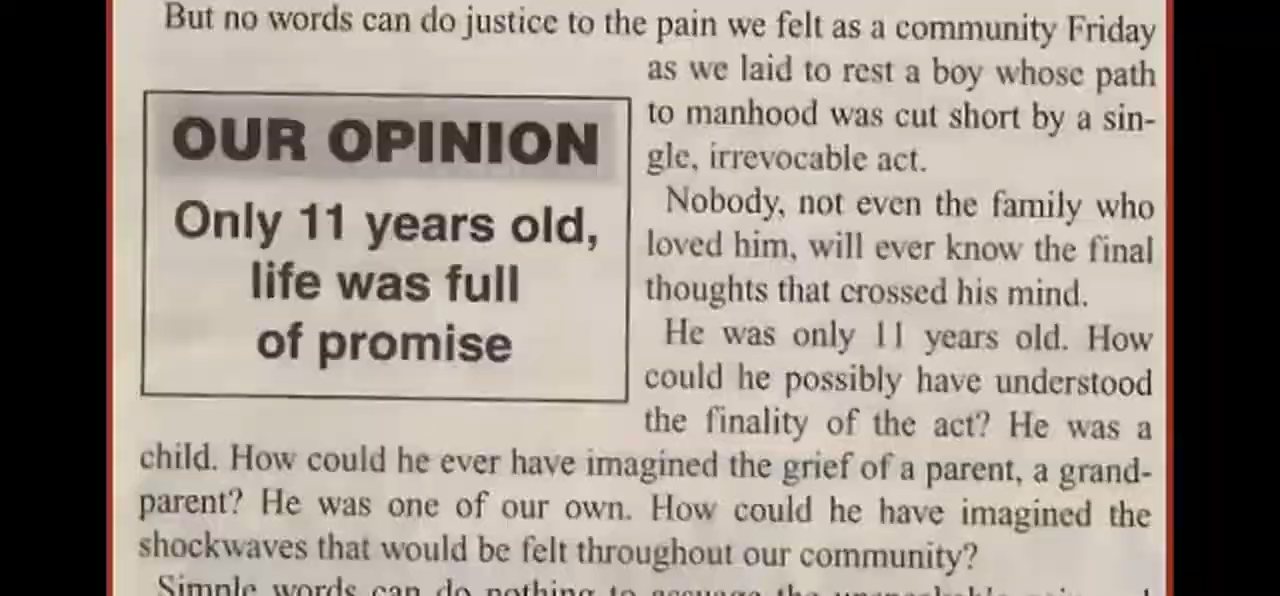 But no words can do justice to the pain we felt as a community Friday
as we laid to rest a boy whose path
to manhood was cut short by a sin-
gle, irrevocable act.
OUR OPINION
Only 11 years old,
life was full
of promise
Nobody, not even the family who
loved him, will ever know the final
thoughts that crossed his mind.
He was only 11 years old. How
could he possibly have understood
the finality of the act? He was a
child. How could he ever have imagined the grief of a parent, a grand-
parent? He was one of our own. How could he have imagined the
shockwaves that would be felt throughout our community?
Simple words can do nothing to assuage the